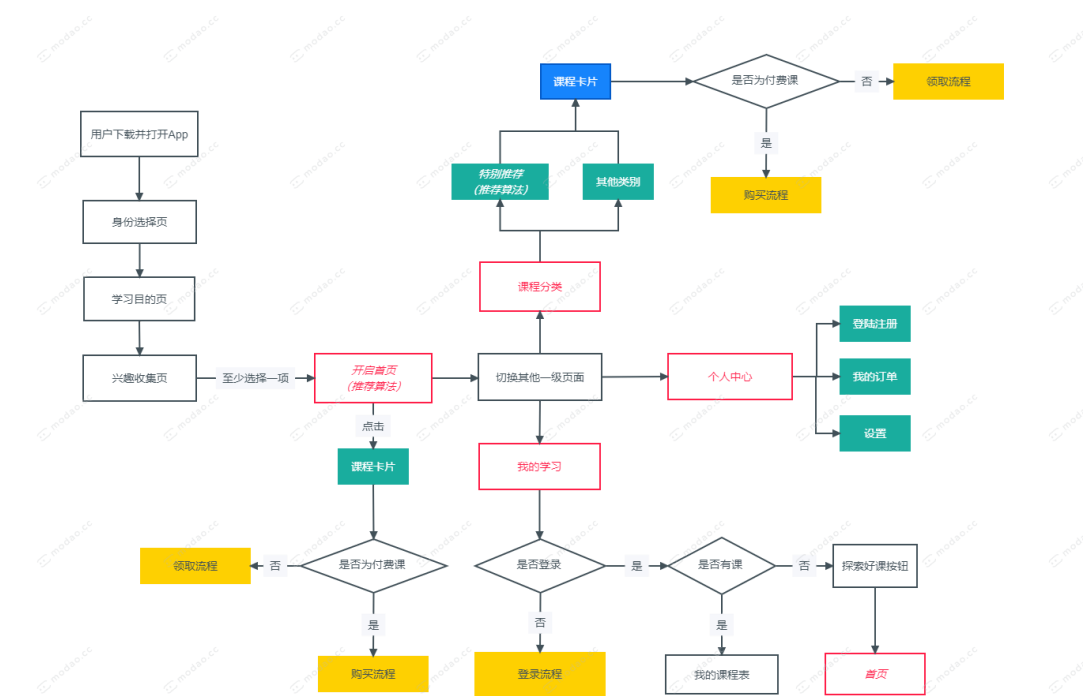 课程卡片
是否为付费课
否
领取流程
用户下载并打开App
是
特别推荐
（推荐算法）
其他类别
购买流程
身份选择页
学习目的页
课程分类
登陆注册
兴趣收集页
至少选择一项
开启首页
（推荐算法）
切换其他一级页面
个人中心
我的订单
点击
设置
课程卡片
我的学习
领取流程
否
是否为付费课
是否登录
是
是否有课
否
探索好课按钮
是
否
是
购买流程
登录流程
我的课程表
首页
modao.cc